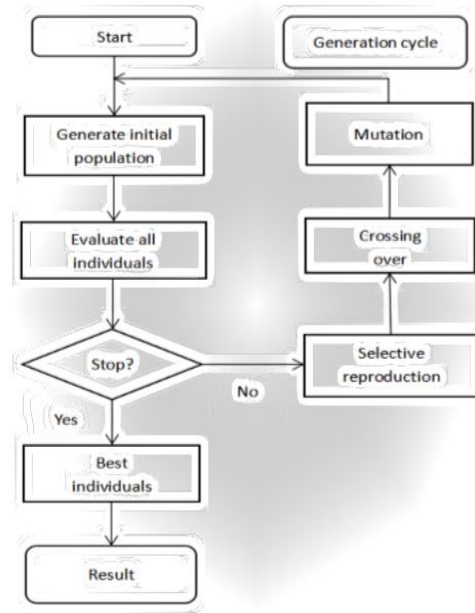 Start
Generation cycle
Generate initial
population
Mutation
Evaluate all
individuals
Crossing
over
Stop?
Selective
reproduction
No
Yes
Best
individuals
Result